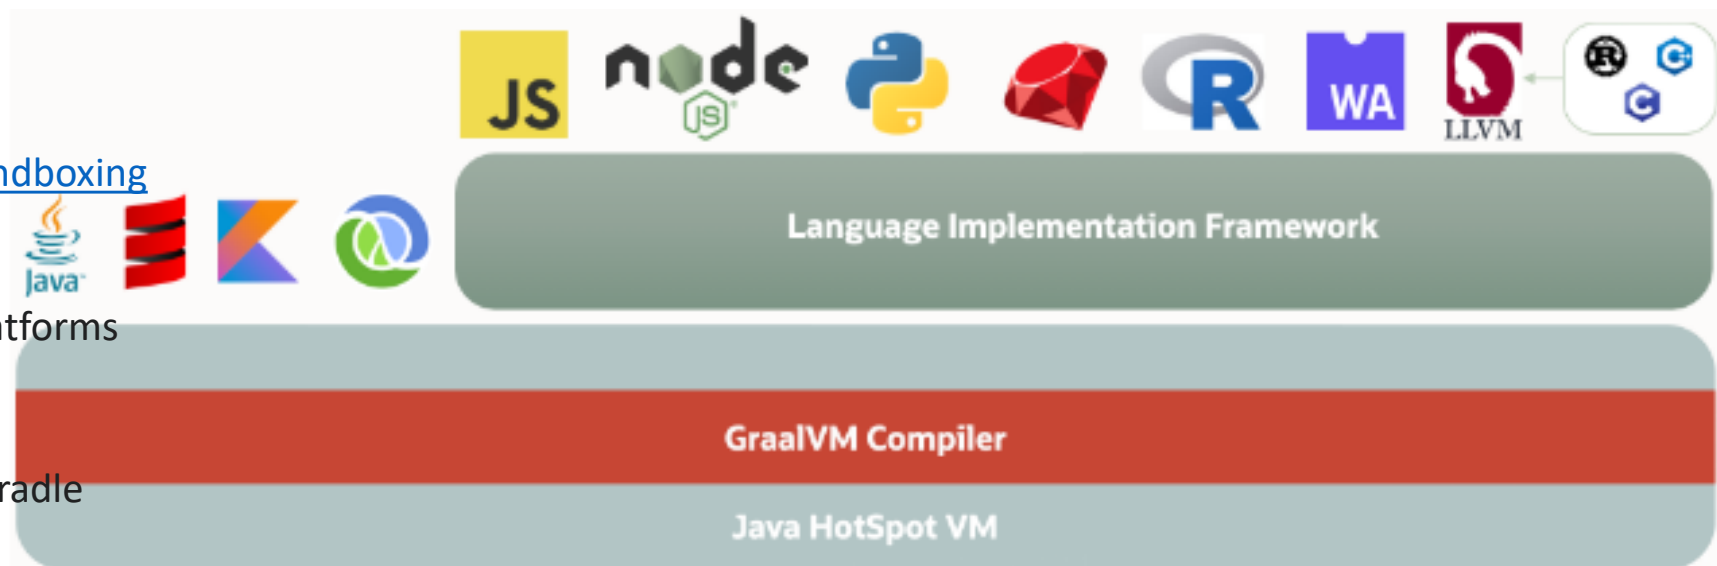 JS
node
JS
R
WA
LLVM
R
C
C
ndboxing
Java
Language Implementation Framework
tforms
GraalVM Compiler
radle
Java HotSpot VM